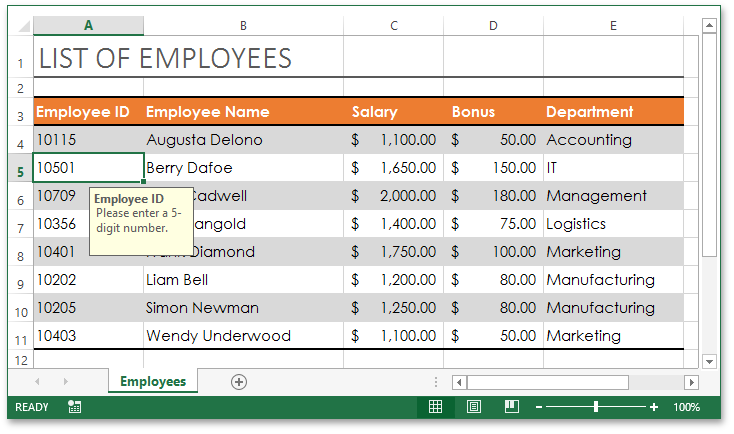 A B C D E
1 LIST OF EMPLOYEES
2
3 Employee ID Employee Name Salary Bonus Department
4 10115 Augusta Delono $ 1,100.00 $ 50.00 Accounting
5 10501 Berry Dafoe $ 1,650.00 $ 150.00 IT
6 10709 Cadwell $ 2,000.00 $ 180.00 Management
Employee ID
Please enter a 5-
digit number.
7 10356 angold $ 1,400.00 $ 75.00 Logistics
8 10401 Diamond $ 1,750.00 $ 100.00 Marketing
9 10202 Liam Bell $ 1,200.00 $ 80.00 Manufacturing
10 10205 Simon Newman $ 1,250.00 $ 80.00 Manufacturing
11 10403 Wendy Underwood $ 1,100.00 $ 50.00 Marketing
12
Employees
READY 100%